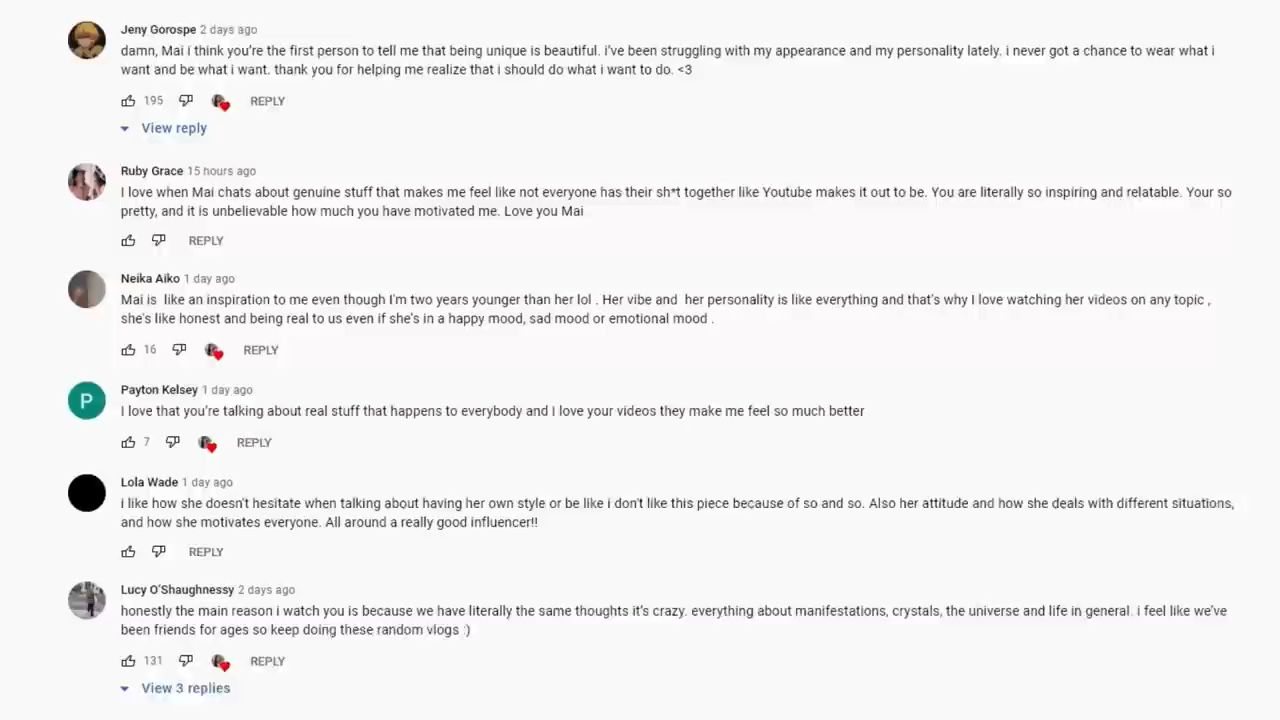 Jeny Gorospe 2 days ago
damn, Mai i think you're the first person to tell me that being unique is beautiful. i've been struggling with my appearance and my personality lately. i never got a chance to wear what i
want and be what i want. thank you for helping me realize that i should do what i want to do. <3
195 REPLY
View reply
Ruby Grace 15 hours ago
I love when Mai chats about genuine stuff that makes me feel like not everyone has their sh*t together like Youtube makes it out to be. You are literally so inspiring and relatable. Your so
pretty, and it is unbelievable how much you have motivated me. Love you Mai
REPLY
Neika Aiko 1 day ago
Mai is like an inspiration to me even though I'm two years younger than her lol . Her vibe and her personality is like everything and that's why I love watching her videos on any topic ,
she's like honest and being real to us even if she's in a happy mood, sad mood or emotional mood .
16 REPLY
Payton Kelsey 1 day ago
I love that you're talking about real stuff that happens to everybody and I love your videos they make me feel so much better
P
7 REPLY
Lola Wade 1 day ago
i like how she doesn't hesitate when talking about having her own style or be like i don't like this piece because of so and so. Also her attitude and how she deals with different situations,
and how she motivates everyone. All around a really good influencer!!
REPLY
Lucy O'Shaughnessy 2 days ago
honestly the main reason i watch you is because we have literally the same thoughts it's crazy. everything about manifestations, crystals, the universe and life in general. i feel like we've
been friends for ages so keep doing these random vlogs :)
131 REPLY
View 3 replies